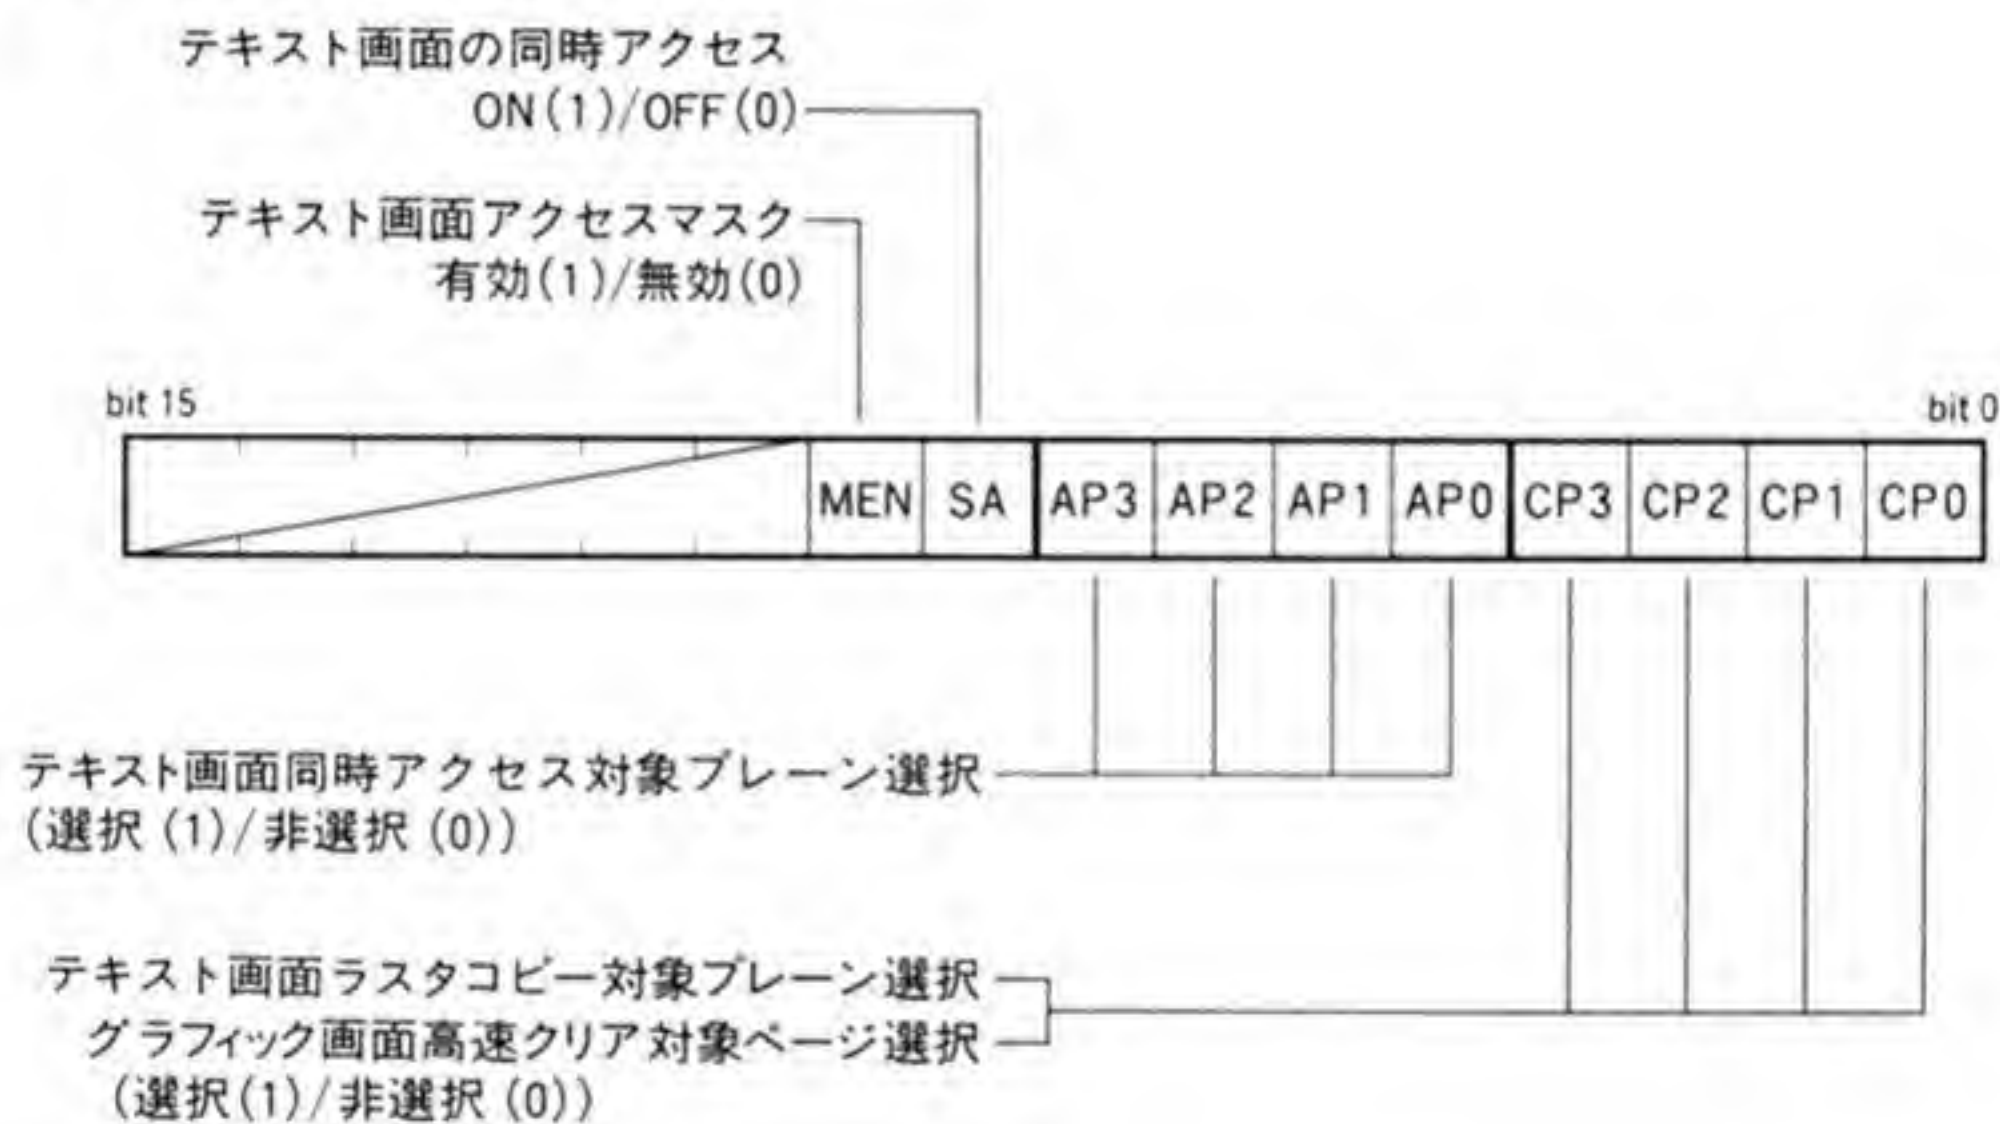 テキスト画面の同時アクセス
ON(1)/OFF(0)
テキスト画面アクセスマスク
有効(1)/無効(0)
bit 15
bit 0
MEN SA AP3 AP2 AP1 AP0 CP3 CP2 CP1 CP0
テキスト画面同時アクセス対象プレーン選択
(選択(1)/非選択(0))
テキスト画面ラスタコピー対象プレーン選択
グラフィック画面高速クリア対象ページ選択
(選択(1)/非選択(0))